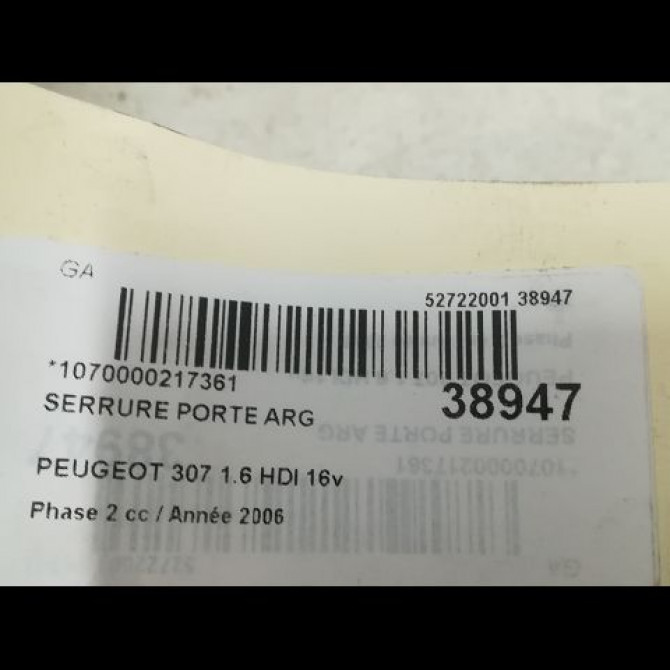 GA
52722001 38947
*1070000217361
38947
SERRURE PORTE ARG
PEUGEOT 307 1.6 HDI 16v
Phase 2 cc / Année 2006